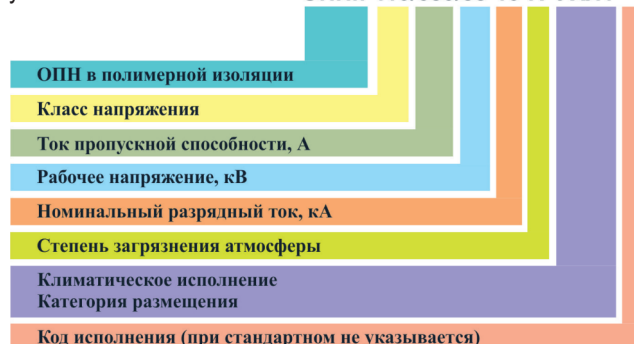 ОПН в полимерной изоляции
Класс напряжения
Ток пропускной способности, А
Рабочее напряжение, кВ
Номинальный разрядный ток, кА
Степень загрязнения атмосферы
Климатическое исполнение
Категория размещения
Код исполнения (при стандартном не указывается)